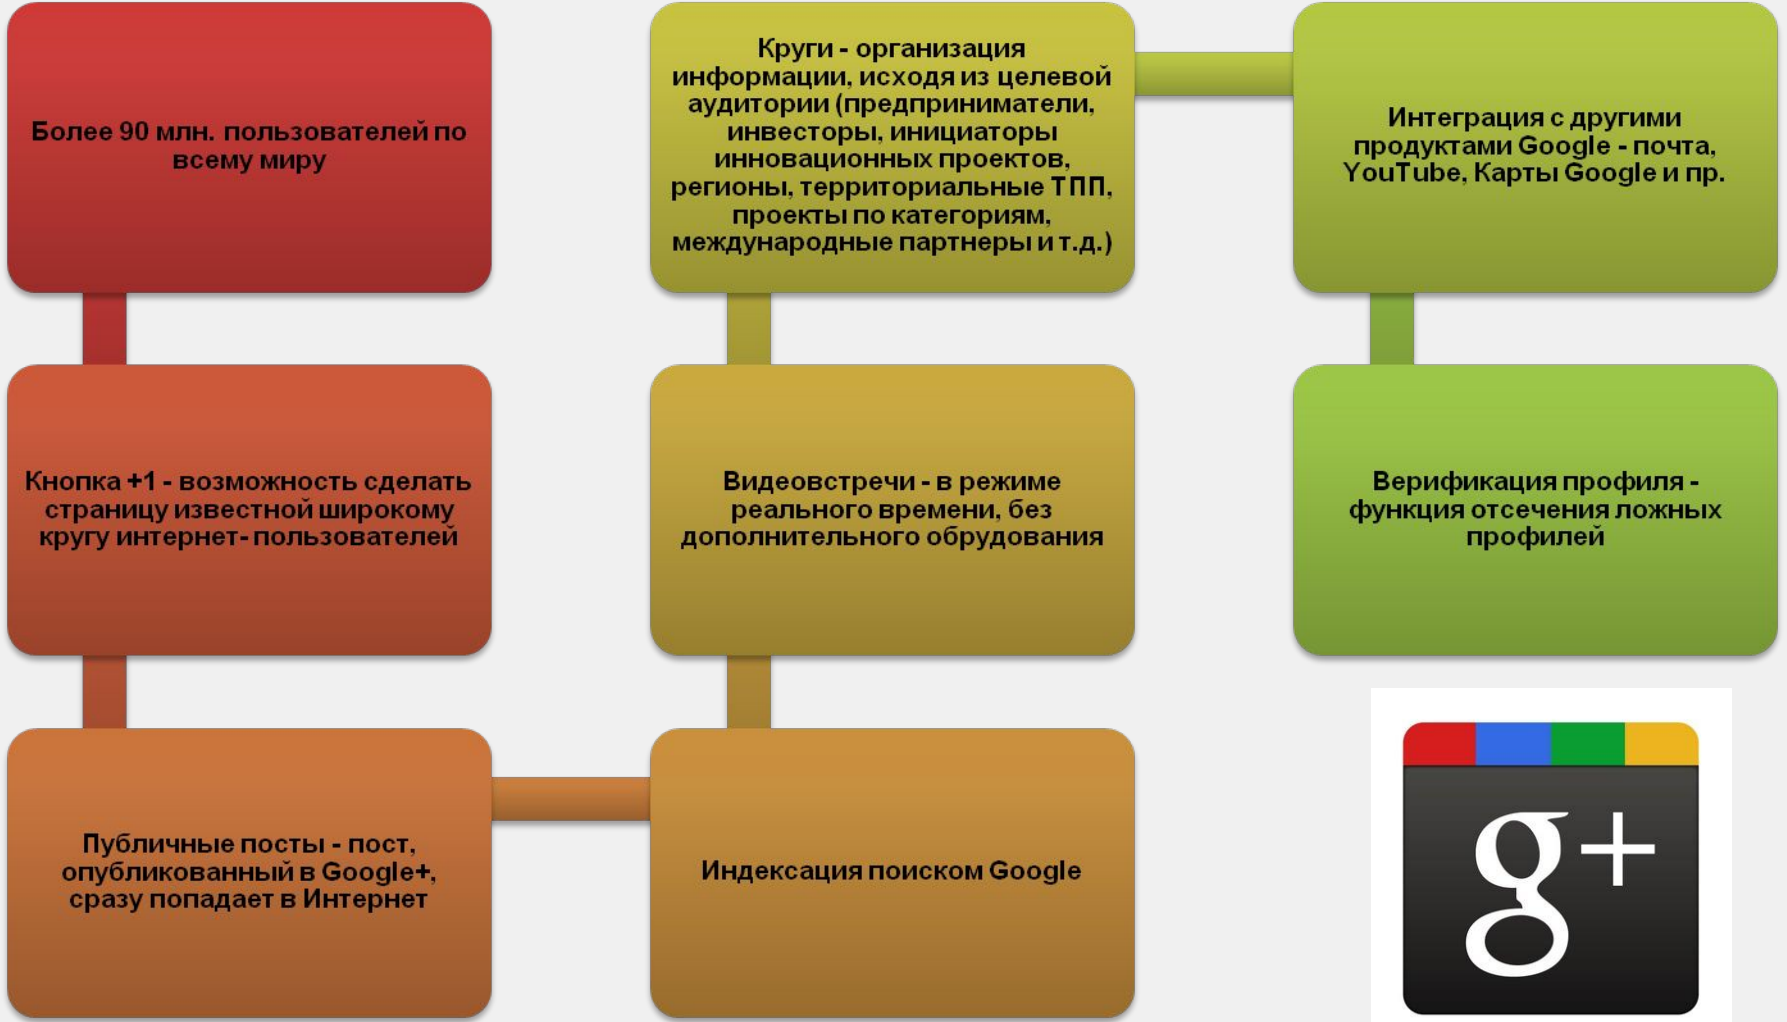 Более 90 млн. пользователей по
всему миру
Кнопка +1 - возможность сделать
страницу известной широкому
кругу интернет- пользователей
Публичные посты - пост,
опубликованный в Google+,
сразу попадает в Интернет
Индексация поиском Google
Видеовстречи - в режиме
реального времени, без
дополнительного обрудования
Круги - организация
информации, исходя из целевой
аудитории (предприниматели,
инвесторы, инициаторы
инновационных проектов,
регионы, территориальные ТПП,
проекты по категориям,
международные партнеры и т.д.)
Интеграция с другими
продуктами Google - почта,
YouTube, Карты Google и пр.
Верификация профиля -
функция отсечения ложных
профилей
g+